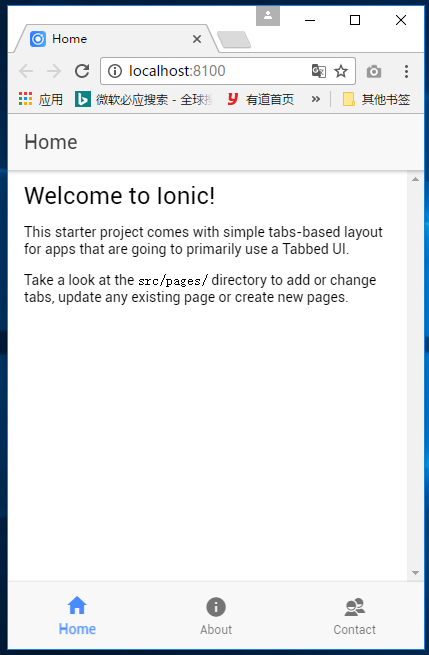 Home
localhost:8100
应用
微软必应搜索 - 全球
有道首页
»
其他书签
Home
Welcome to Ionic!
This starter project comes with simple tabs-based layout
for apps that are going to primarily use a Tabbed UI.
Take a look at the src/pages/ directory to add or change
tabs, update any existing page or create new pages.
Home
About
Contact